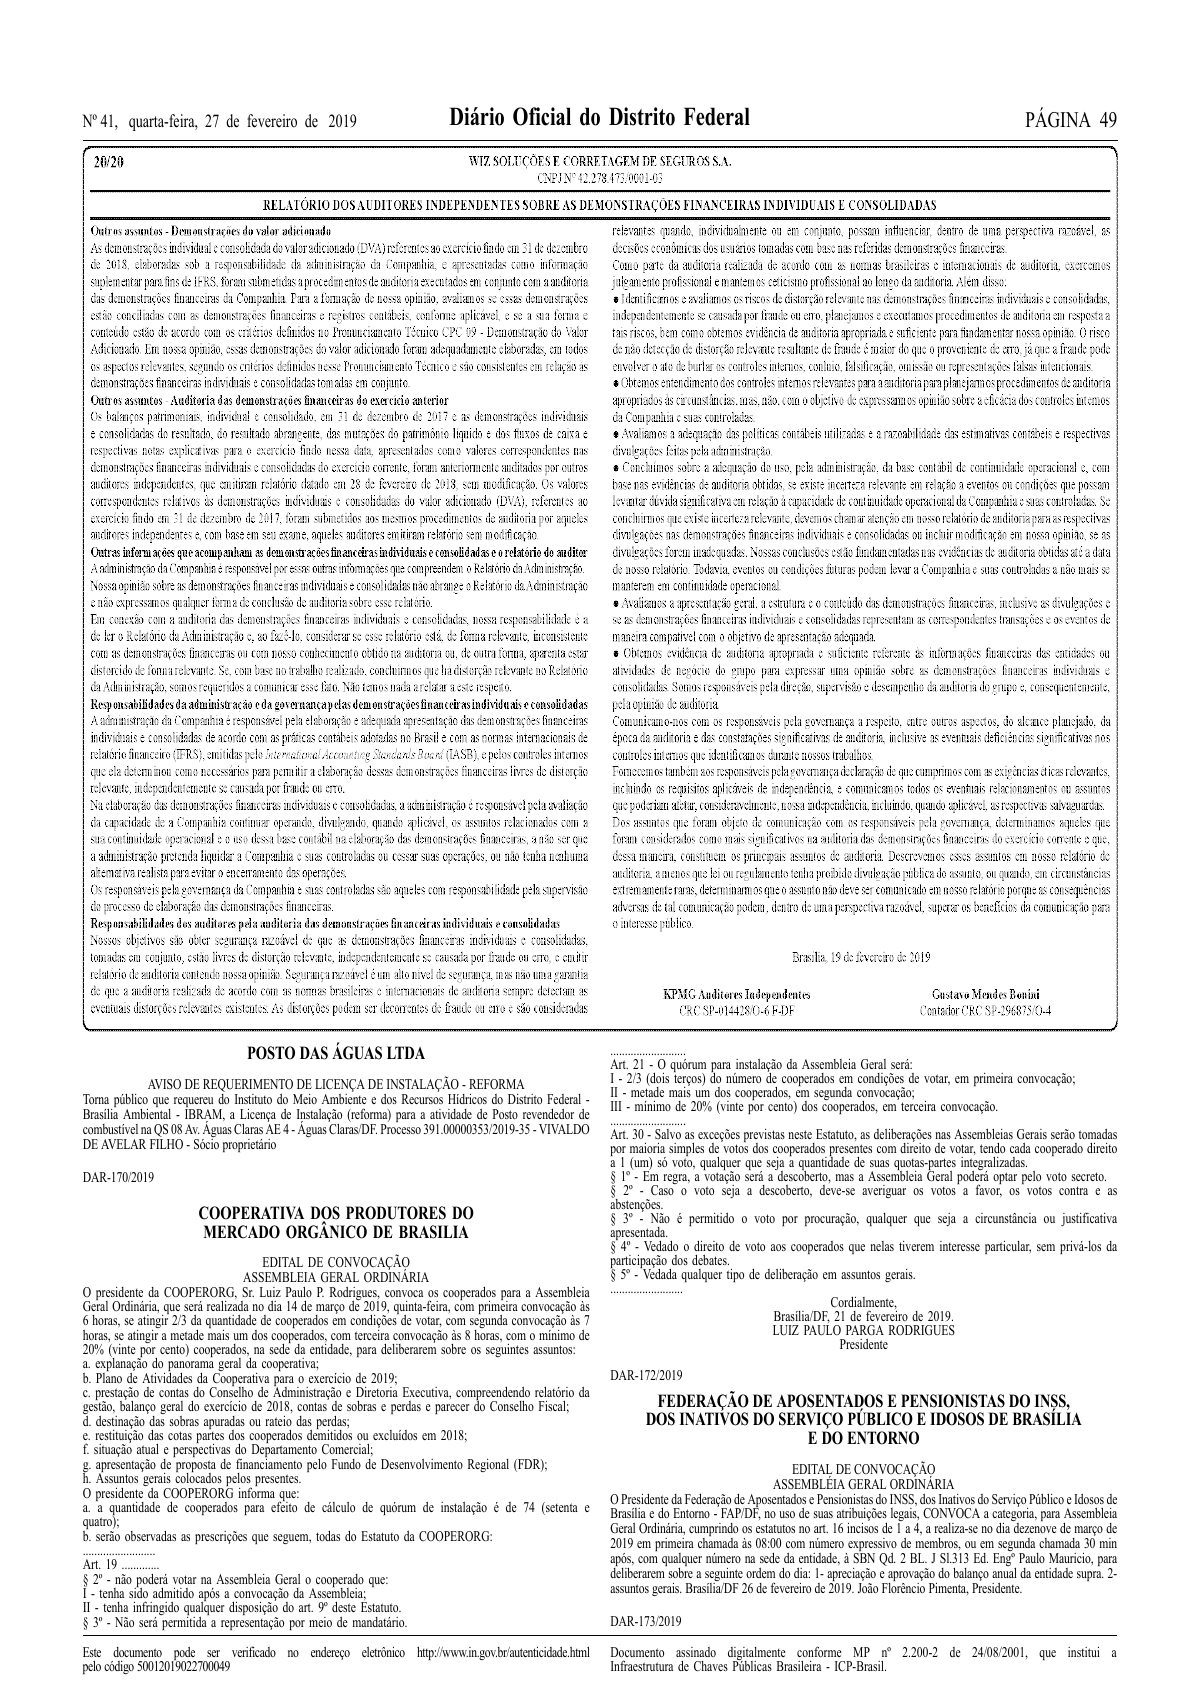 Nº 41, quarta-feira, 27 de fevereiro de 2019
Diário Oficial do Distrito Federal
PÁGINA 49
20/20
WIZ SOLUÇÕES E CORRETAGEM DE SEGUROS S.A.
CNPJ Nº 42.278.473/0001-03
RELATÓRIO DOS AUDITORES INDEPENDENTES SOBRE AS DEMONSTRAÇÕES FINANCEIRAS INDIVIDUAIS E CONSOLIDADAS
Outros assuntos - Demonstrações do valor adicionado
As demonstrações individual e consolidada do valor adicionado (DVA) referentes ao exercício findo em 31 de dezembro
de 2018, elaboradas sob a responsabilidade da administração da Companhia, e apresentadas como informação
suplementar para fins de IFRS, foram submetidas a procedimentos de auditoria executados em conjunto com a auditoria
das demonstrações financeiras da Companhia. Para a formação de nossa opinião, avaliamos se essas demonstrações
estão conciliadas com as demonstrações financeiras e registros contábeis, conforme aplicável, e se a sua forma e
conteúdo estão de acordo com os critérios definidos no Pronunciamento Técnico CPC 09 - Demonstração do Valor
Adicionado. Em nossa opinião, essas demonstrações do valor adicionado foram adequadamente elaboradas, em todos
os aspectos relevantes, segundo os critérios definidos nesse Pronunciamento Técnico e são consistentes em relação às
demonstrações financeiras individuais e consolidadas tomadas em conjunto.
Outros assuntos - Auditoria das demonstrações financeiras do exercício anterior
Os balanços patrimoniais, individual e consolidado, em 31 de dezembro de 2017 e as demonstrações individuais
e consolidadas do resultado, do resultado abrangente, das mutações do patrimônio líquido e dos fluxos de caixa e
respectivas notas explicativas para o exercício findo nessa data, apresentados como valores correspondentes nas
demonstrações financeiras individuais e consolidadas do exercício corrente, foram anteriormente auditados por outros
auditores independentes, que emitiram relatório datado em 28 de fevereiro de 2018, sem modificação. Os valores
correspondentes relativos às demonstrações individuais e consolidadas do valor adicionado (DVA), referentes ao
exercício findo em 31 de dezembro de 2017, foram submetidos aos mesmos procedimentos de auditoria por aqueles
auditores independentes e, com base em seu exame, aqueles auditores emitiram relatório sem modificação.
Outras informações que acompanham as demonstrações financeiras individuais e consolidadas e o relatório do auditor
A administração da Companhia é responsável por essas outras informações que compreendem o Relatório da Administração.
Nossa opinião sobre as demonstrações financeiras individuais e consolidadas não abrange o Relatório da Administração
e não expressamos qualquer forma de conclusão de auditoria sobre esse relatório.
Em conexão com a auditoria das demonstrações financeiras individuais e consolidadas, nossa responsabilidade é a
de ler o Relatório da Administração e, ao fazê-lo, considerar se esse relatório está, de forma relevante, inconsistente
com as demonstrações financeiras ou com nosso conhecimento obtido na auditoria ou, de outra forma, aparenta estar
distorcido de forma relevante. Se, com base no trabalho realizado, concluirmos que há distorção relevante no Relatório
da Administração, somos requeridos a comunicar esse fato. Não temos nada a relatar a este respeito.
Responsabilidades da administração e da governança pelas demonstrações financeiras individuais e consolidadas
A administração da Companhia é responsável pela elaboração e adequada apresentação das demonstrações financeiras
individuais e consolidadas de acordo com as práticas contábeis adotadas no Brasil e com as normas internacionais de
relatório financeiro (IFRS), emitidas pelo International Accounting Standards Board (IASB), e pelos controles internos
que ela determinou como necessários para permitir a elaboração dessas demonstrações financeiras livres de distorção
relevante, independentemente se causada por fraude ou erro.
Na elaboração das demonstrações financeiras individuais e consolidadas, a administração é responsável pela avaliação
da capacidade de a Companhia continuar operando, divulgando, quando aplicável, os assuntos relacionados com a
sua continuidade operacional e o uso dessa base contábil na elaboração das demonstrações financeiras, a não ser que
a administração pretenda liquidar a Companhia e suas controladas ou cessar suas operações, ou não tenha nenhuma
alternativa realista para evitar o encerramento das operações.
Os responsáveis pela governança da Companhia e suas controladas são aqueles com responsabilidade pela supervisão
do processo de elaboração das demonstrações financeiras.
Responsabilidades dos auditores pela auditoria das demonstrações financeiras individuais e consolidadas
Nossos objetivos são obter segurança razoável de que as demonstrações financeiras individuais e consolidadas,
tomadas em conjunto, estão livres de distorção relevante, independentemente se causada por fraude ou erro, e emitir
relatório de auditoria contendo nossa opinião. Segurança razoável é um alto nível de segurança, mas não uma garantia
de que a auditoria realizada de acordo com as normas brasileiras e internacionais de auditoria sempre detectam as
eventuais distorções relevantes existentes. As distorções podem ser decorrentes de fraude ou erro e são consideradas
relevantes quando, individualmente ou em conjunto, possam influenciar, dentro de uma perspectiva razoável, as
decisões econômicas dos usuários tomadas com base nas referidas demonstrações financeiras.
Como parte da auditoria realizada de acordo com as normas brasileiras e internacionais de auditoria, exercemos
julgamento profissional e mantemos ceticismo profissional ao longo da auditoria. Além disso:
● Identificamos e avaliamos os riscos de distorção relevante nas demonstrações financeiras individuais e consolidadas,
independentemente se causada por fraude ou erro, planejamos e executamos procedimentos de auditoria em resposta a
tais riscos, bem como obtemos evidência de auditoria apropriada e suficiente para fundamentar nossa opinião. O risco
de não detecção de distorção relevante resultante de fraude é maior do que o proveniente de erro, já que a fraude pode
envolver o ato de burlar os controles internos, conluio, falsificação, omissão ou representações falsas intencionais.
● Obtemos entendimento dos controles internos relevantes para a auditoria para planejarmos procedimentos de auditoria
apropriados às circunstâncias, mas, não, com o objetivo de expressarmos opinião sobre a eficácia dos controles internos
da Companhia e suas controladas.
● Avaliamos a adequação das políticas contábeis utilizadas e a razoabilidade das estimativas contábeis e respectivas
divulgações feitas pela administração.
● Concluímos sobre a adequação do uso, pela administração, da base contábil de continuidade operacional e, com
base nas evidências de auditoria obtidas, se existe incerteza relevante em relação a eventos ou condições que possam
levantar dúvida significativa em relação à capacidade de continuidade operacional da Companhia e suas controladas. Se
concluirmos que existe incerteza relevante, devemos chamar atenção em nosso relatório de auditoria para as respectivas
divulgações nas demonstrações financeiras individuais e consolidadas ou incluir modificação em nossa opinião, se as
divulgações forem inadequadas. Nossas conclusões estão fundamentadas nas evidências de auditoria obtidas até a data
de nosso relatório. Todavia, eventos ou condições futuras podem levar a Companhia e suas controladas a não mais se
manterem em continuidade operacional.
● Avaliamos a apresentação geral, a estrutura e o conteúdo das demonstrações financeiras, inclusive as divulgações e
se as demonstrações financeiras individuais e consolidadas representam as correspondentes transações e os eventos de
maneira compatível com o objetivo de apresentação adequada.
● Obtemos evidência de auditoria apropriada e suficiente referente às informações financeiras das entidades ou
atividades de negócio do grupo para expressar uma opinião sobre as demonstrações financeiras individuais e
consolidadas. Somos responsáveis pela direção, supervisão e desempenho da auditoria do grupo e, consequentemente,
pela opinião de auditoria.
Comunicamo-nos com os responsáveis pela governança a respeito, entre outros aspectos, do alcance planejado, da
época da auditoria e das constatações significativas de auditoria, inclusive as eventuais deficiências significativas nos
controles internos que identificamos durante nossos trabalhos.
Fornecemos também aos responsáveis pela governança declaração de que cumprimos com as exigências éticas relevantes,
incluindo os requisitos aplicáveis de independência, e comunicamos todos os eventuais relacionamentos ou assuntos
que poderiam afetar, consideravelmente, nossa independência, incluindo, quando aplicável, as respectivas salvaguardas.
Dos assuntos que foram objeto de comunicação com os responsáveis pela governança, determinamos aqueles que
foram considerados como mais significativos na auditoria das demonstrações financeiras do exercício corrente e que,
dessa maneira, constituem os principais assuntos de auditoria. Descrevemos esses assuntos em nosso relatório de
auditoria, a menos que lei ou regulamento tenha proibido divulgação pública do assunto, ou quando, em circunstâncias
extremamente raras, determinarmos que o assunto não deve ser comunicado em nosso relatório porque as consequências
adversas de tal comunicação podem, dentro de uma perspectiva razoável, superar os benefícios da comunicação para
o interesse público.
Brasília, 19 de fevereiro de 2019
KPMG Auditores Independentes
CRC SP-014428/O-6 F-DF
Gustavo Mendes Bonini
Contador CRC SP-296875/O-4
POSTO DAS ÁGUAS LTDA
AVISO DE REQUERIMENTO DE LICENÇA DE INSTALAÇÃO - REFORMA
Torna público que requereu do Instituto do Meio Ambiente e dos Recursos Hídricos do Distrito Federal -
Brasília Ambiental - IBRAM, a Licença de Instalação (reforma) para a atividade de Posto revendedor de
combustível na QS 08 Av. Águas Claras AE 4 - Águas Claras/DF. Processo 391.00000353/2019-35 - VIVALDO
DE AVELAR FILHO - Sócio proprietário
DAR-170/2019
COOPERATIVA DOS PRODUTORES DO
MERCADO ORGÂNICO DE BRASILIA
EDITAL DE CONVOCAÇÃO
ASSEMBLEIA GERAL ORDINÁRIA
O presidente da COOPERORG, Sr. Luiz Paulo P. Rodrigues, convoca os cooperados para a Assembleia
Geral Ordinária, que será realizada no dia 14 de março de 2019, quinta-feira, com primeira convocação às
6 horas, se atingir 2/3 da quantidade de cooperados em condições de votar, com segunda convocação às 7
horas, se atingir a metade mais um dos cooperados, com terceira convocação às 8 horas, com o mínimo de
20% (vinte por cento) cooperados, na sede da entidade, para deliberarem sobre os seguintes assuntos:
a. explanação do panorama geral da cooperativa;
b. Plano de Atividades da Cooperativa para o exercício de 2019;
c. prestação de contas do Conselho de Administração e Diretoria Executiva, compreendendo relatório da
gestão, balanço geral do exercício de 2018, contas de sobras e perdas e parecer do Conselho Fiscal;
d. destinação das sobras apuradas ou rateio das perdas;
e. restituição das cotas partes dos cooperados demitidos ou excluídos em 2018;
f. situação atual e perspectivas do Departamento Comercial;
g. apresentação de proposta de financiamento pelo Fundo de Desenvolvimento Regional (FDR);
h. Assuntos gerais colocados pelos presentes.
O presidente da COOPERORG informa que:
a. a quantidade de cooperados para efeito de cálculo de quórum de instalação é de 74 (setenta e
quatro);
b. serão observadas as prescrições que seguem, todas do Estatuto da COOPERORG:
.........................
Art. 19 .............
§ 2º - não poderá votar na Assembleia Geral o cooperado que:
I - tenha sido admitido após a convocação da Assembleia;
II - tenha infringido qualquer disposição do art. 9º deste Estatuto.
§ 3º - Não será permitida a representação por meio de mandatário.
..........................
Art. 21 - O quórum para instalação da Assembleia Geral será:
I - 2/3 (dois terços) do número de cooperados em condições de votar, em primeira convocação;
II - metade mais um dos cooperados, em segunda convocação;
III - mínimo de 20% (vinte por cento) dos cooperados, em terceira convocação.
..........................
Art. 30 - Salvo as exceções previstas neste Estatuto, as deliberações nas Assembleias Gerais serão tomadas
por maioria simples de votos dos cooperados presentes com direito de votar, tendo cada cooperado direito
a 1 (um) só voto, qualquer que seja a quantidade de suas quotas-partes integralizadas.
§ 1º - Em regra, a votação será a descoberto, mas a Assembleia Geral poderá optar pelo voto secreto.
§ 2º - Caso o voto seja a descoberto, deve-se averiguar os votos a favor, os votos contra e as
abstenções.
§ 3º - Não é permitido o voto por procuração, qualquer que seja a circunstância ou justificativa
apresentada.
§ 4º - Vedado o direito de voto aos cooperados que nelas tiverem interesse particular, sem privá-los da
participação dos debates.
§ 5º - Vedada qualquer tipo de deliberação em assuntos gerais.
.........................
Cordialmente,
Brasília/DF, 21 de fevereiro de 2019.
LUIZ PAULO PARGA RODRIGUES
Presidente
DAR-172/2019
FEDERAÇÃO DE APOSENTADOS E PENSIONISTAS DO INSS,
DOS INATIVOS DO SERVIÇO PÚBLICO E IDOSOS DE BRASÍLIA
E DO ENTORNO
EDITAL DE CONVOCAÇÃO
ASSEMBLÉIA GERAL ORDINÁRIA
O Presidente da Federação de Aposentados e Pensionistas do INSS, dos Inativos do Serviço Público e Idosos de
Brasília e do Entorno - FAP/DF, no uso de suas atribuições legais, CONVOCA a categoria, para Assembleia
Geral Ordinária, cumprindo os estatutos no art. 16 incisos de 1 a 4, a realiza-se no dia dezenove de março de
2019 em primeira chamada às 08:00 com número expressivo de membros, ou em segunda chamada 30 min
após, com qualquer número na sede da entidade, à SBN Qd. 2 BL. J Sl.313 Ed. Engº Paulo Mauricio, para
deliberarem sobre a seguinte ordem do dia: 1- apreciação e aprovação do balanço anual da entidade supra. 2-
assuntos gerais. Brasília/DF 26 de fevereiro de 2019. João Florêncio Pimenta, Presidente.
DAR-173/2019
Este documento pode ser verificado no endereço eletrônico http://www.in.gov.br/autenticidade.html
pelo código 50012019022700049
Documento assinado digitalmente conforme MP nº 2.200-2 de 24/08/2001, que institui a
Infraestrutura de Chaves Públicas Brasileira - ICP-Brasil.